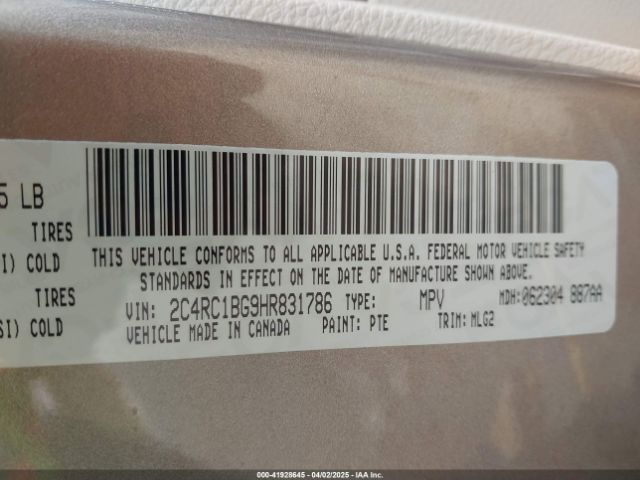 5 LB
TIRES
SI) COLD
TIRES
SI) COLD
THIS VEHICLE CONFORMS TO ALL APPLICABLE U.S.A. FEDERAL MOTOR VEHICLE SAFETY
STANDARDS IN EFFECT ON THE DATE OF MANUFACTURE SHOWN ABOVE.
VIN: 2C4RC1BG9HR831786 TYPE: MPV MDH:062304 887AA
VEHICLE MADE IN CANADA PAINT: PTE TRIM: MLG2
000-41928645 - 04/02/2025 - IAA Inc.